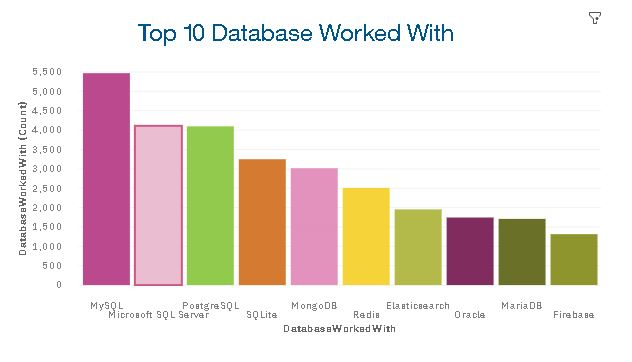 Top 10 Database Worked With
DatabaseWorkedWith (Count)
5,500
5,000
4,500
4,000
3,500
3,000
2,500
2,000
1,500
1,000
500
0
MySQL
Microsoft SQL Server
PostgreSQL
SQLite
MongoDB
Redis
Elasticsearch
Oracle
MariaDB
Firebase
DatabaseWorkedWith